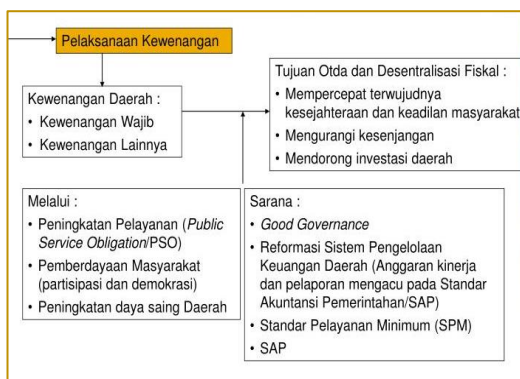 Pelaksanaan Kewenangan
Kewenangan Daerah :
• Kewenangan Wajib
• Kewenangan Lainnya
Tujuan Otda dan Desentralisasi Fiskal :
• Mempercepat terwujudnya
kesejahteraan dan keadilan masyarakat
• Mengurangi kesenjangan
• Mendorong investasi daerah
Melalui :
• Peningkatan Pelayanan (Public
Service Obligation/PSO)
• Pemberdayaan Masyarakat
(partisipasi dan demokrasi)
• Peningkatan daya saing Daerah
Sarana :
• Good Governance
• Reformasi Sistem Pengelolaan
Keuangan Daerah (Anggaran kinerja
dan pelaporan mengacu pada Standar
Akuntansi Pemerintahan/SAP)
• Standar Pelayanan Minimum (SPM)
• SAP